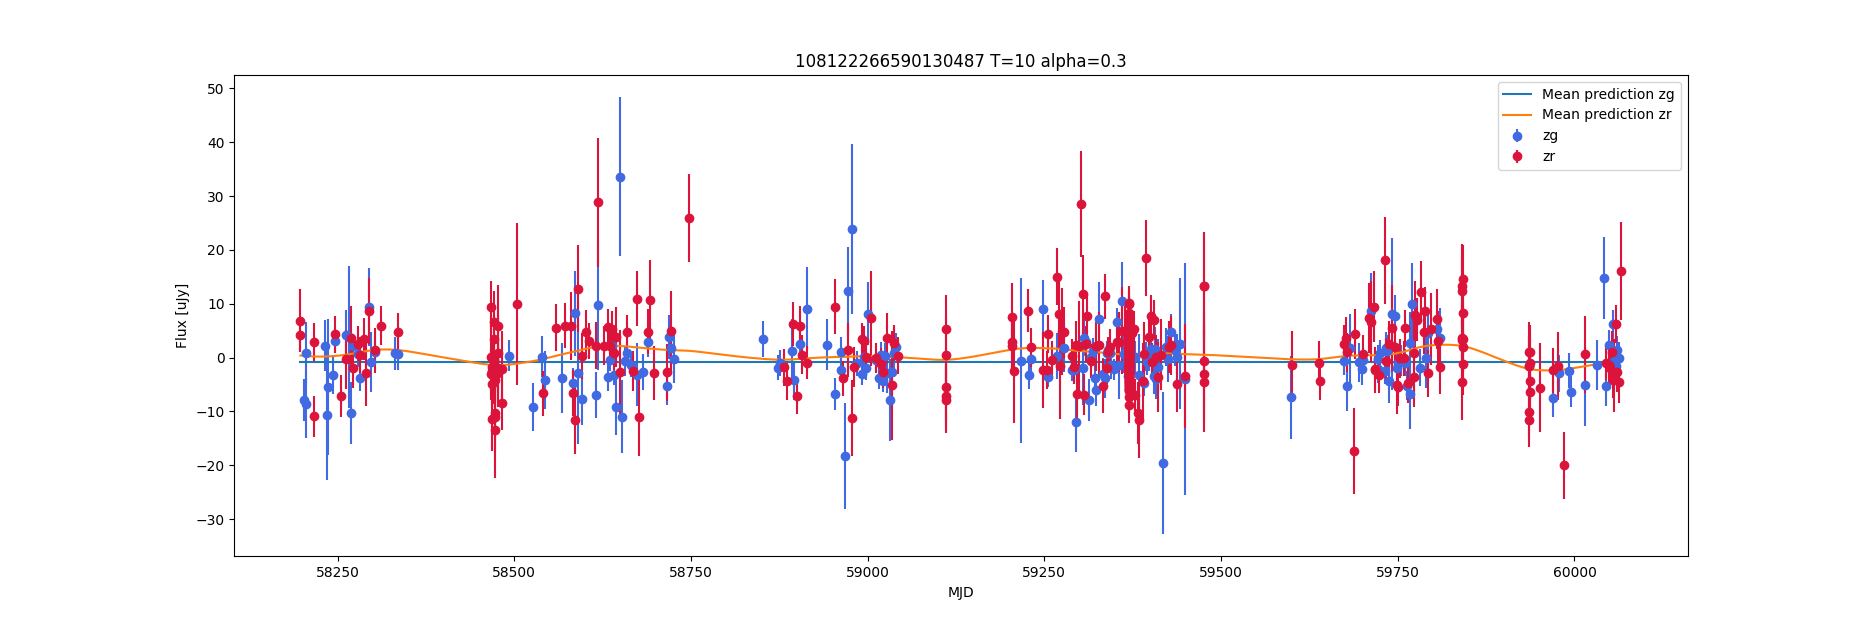 108122266590130487 T=10 alpha=0.3
Mean prediction zg
Mean prediction zr
zg
zr
Flux [uJy]
50
40
30
20
10
0
−10
−20
−30
58250 58500 58750 59000 59250 59500 59750 60000
MJD